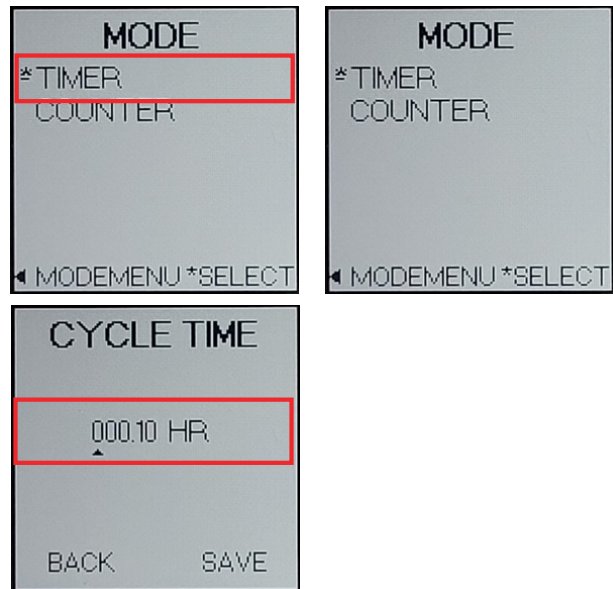 MODE
*TIMER
COUNTER
◄ MODEMENU *SELECT
MODE
*TIMER
COUNTER
◄ MODEMENU *SELECT
CYCLE TIME
000.10 HR
▲
BACK SAVE